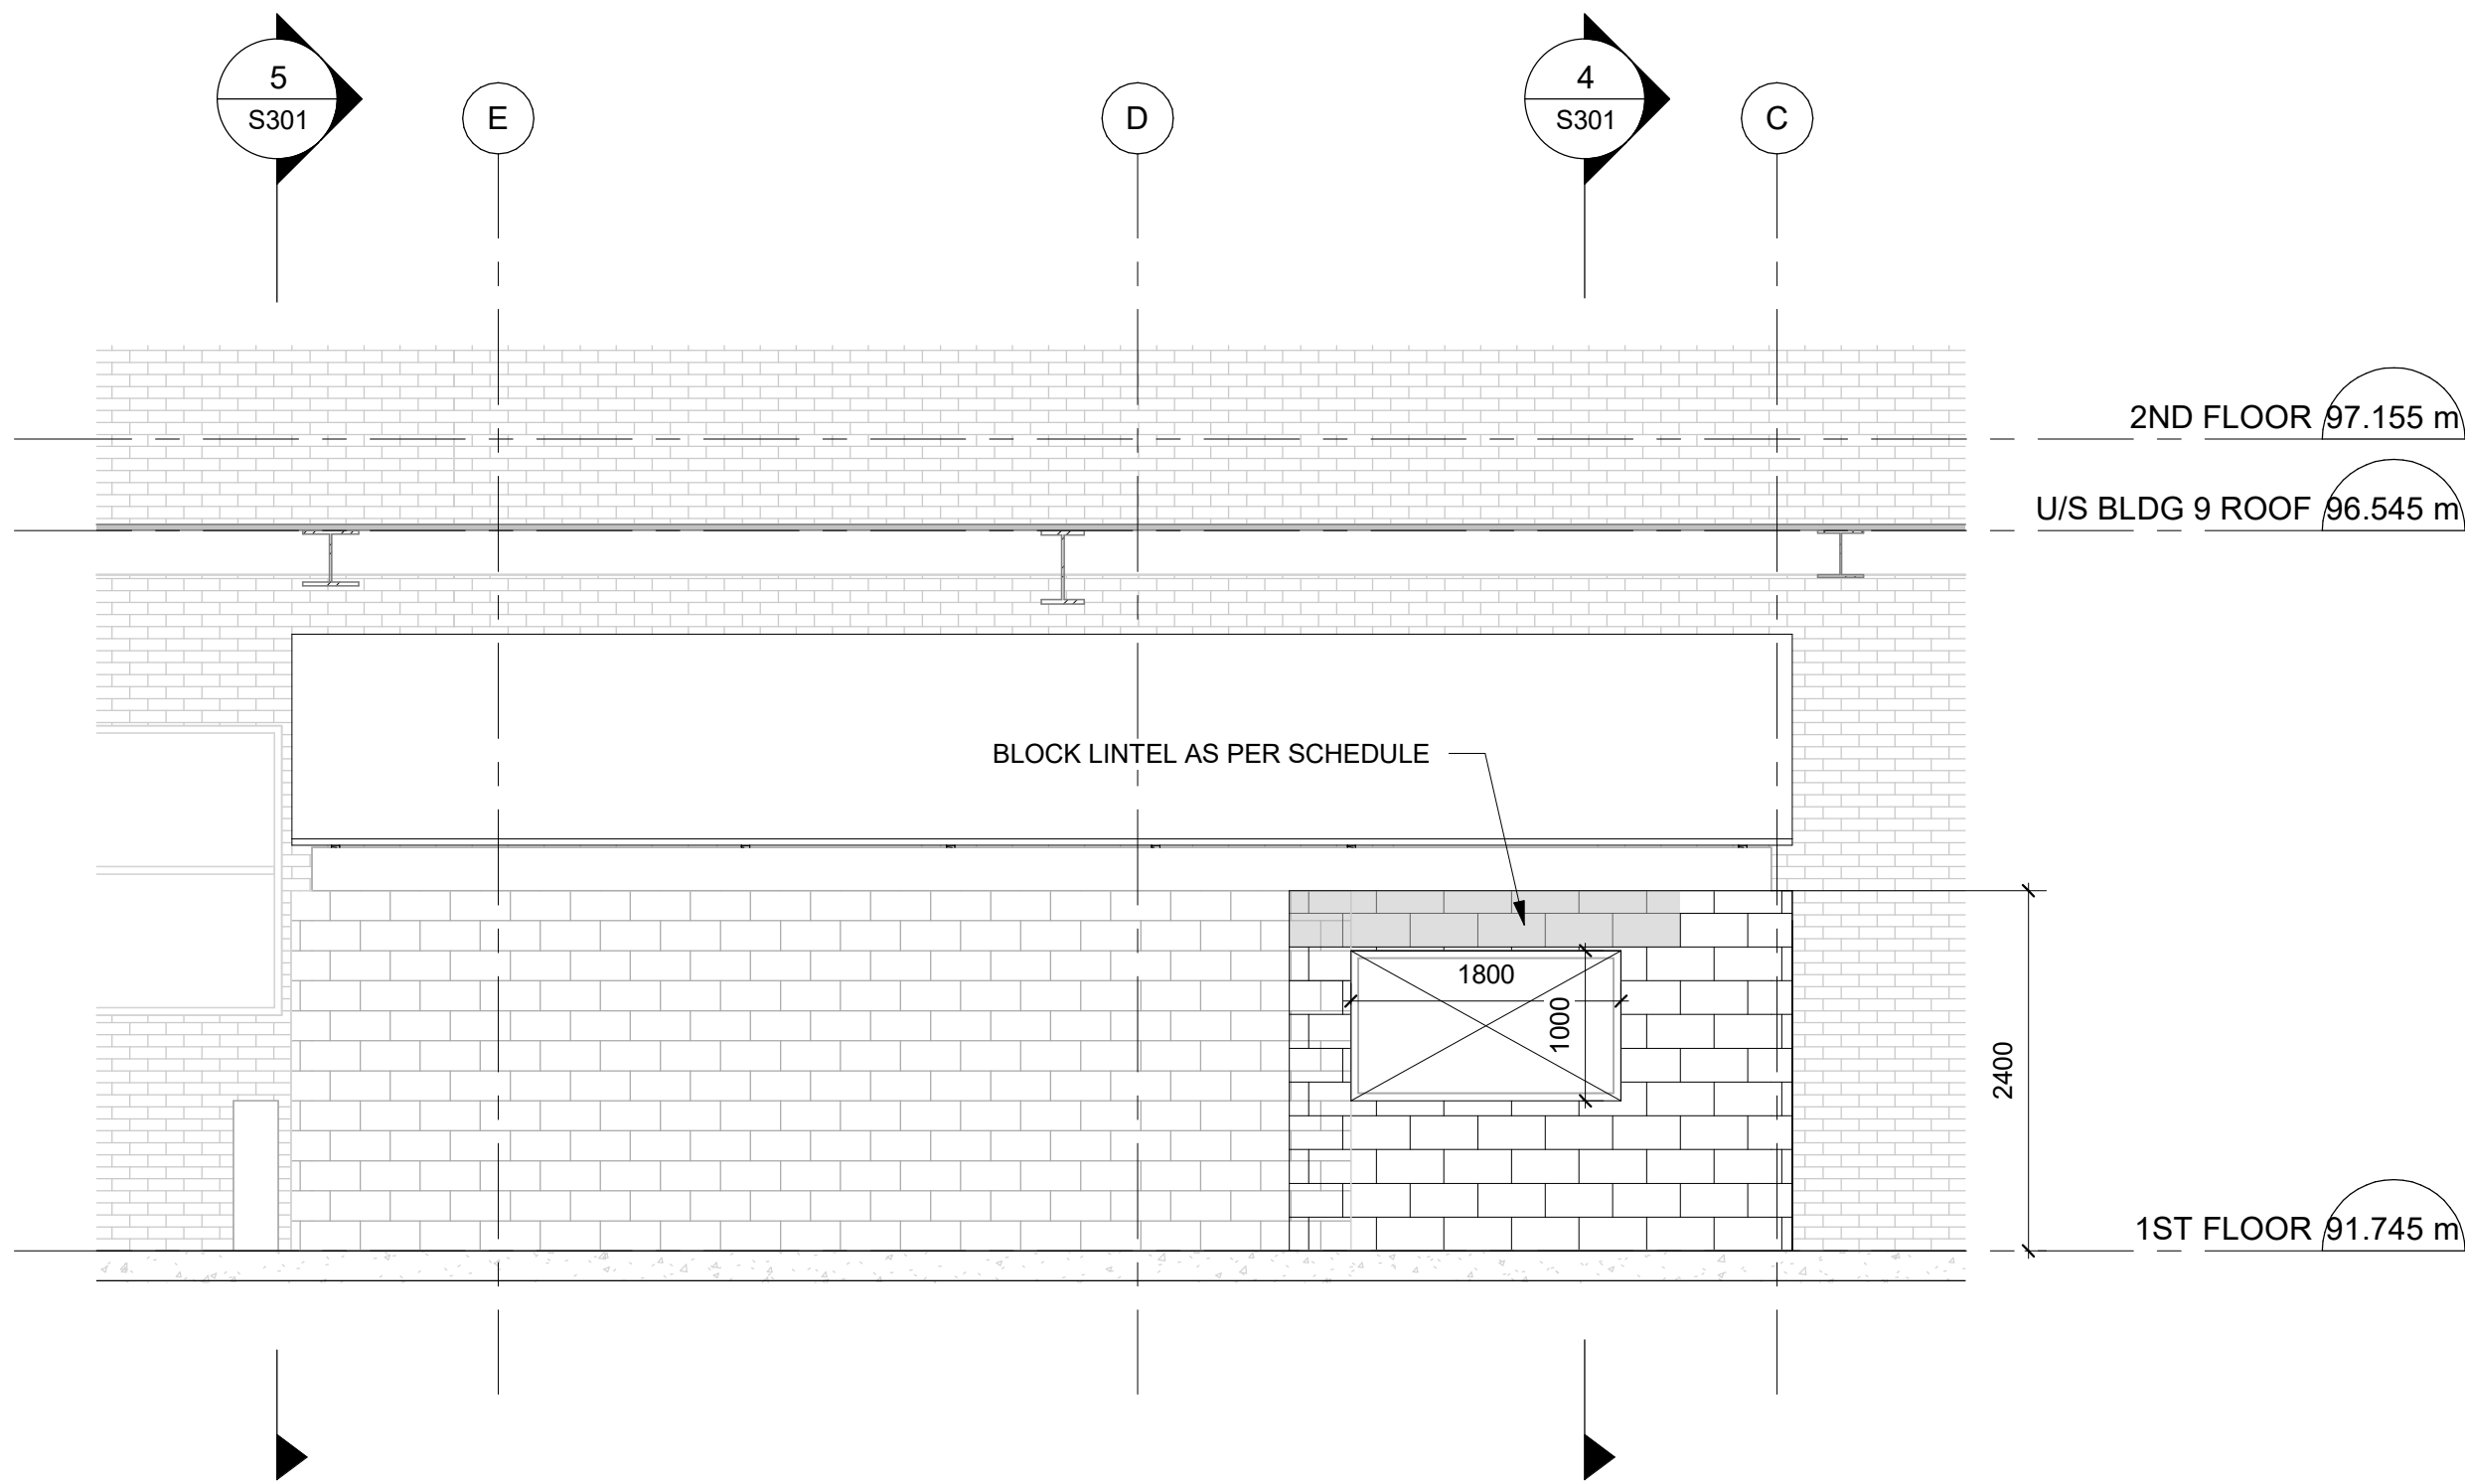 5
S301
E
D
4
S301
C
2ND FLOOR 97.155 m
U/S BLDG 9 ROOF 96.545 m
BLOCK LINTEL AS PER SCHEDULE
1800
1000
2400
1ST FLOOR 91.745 m